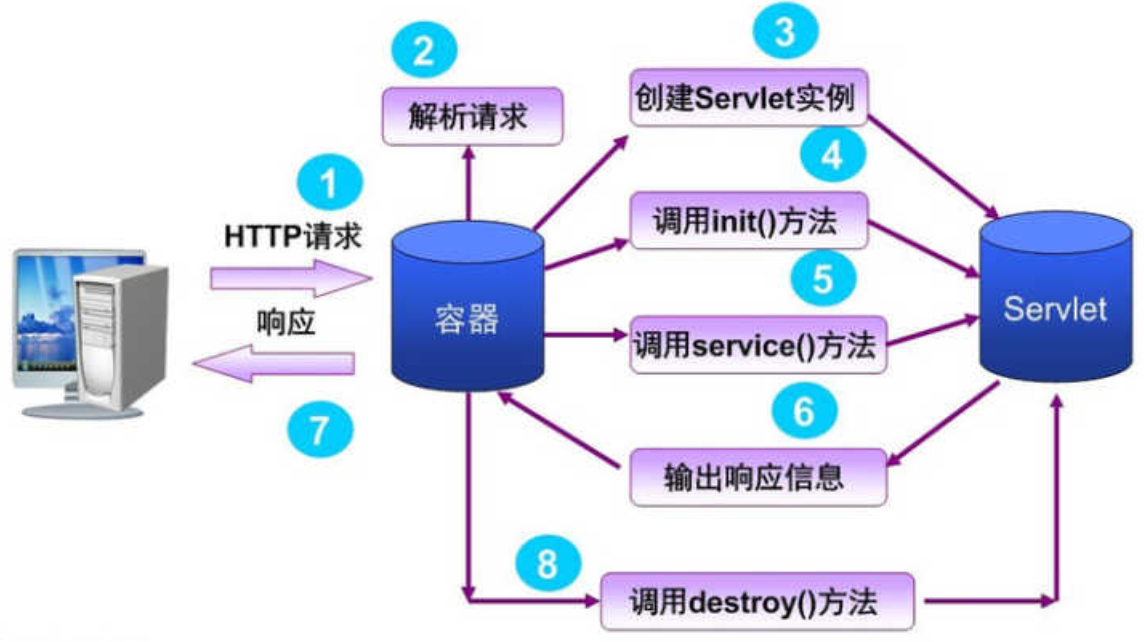 1
HTTP请求
2
解析请求
3
创建Servlet实例
4
调用init()方法
5
调用service()方法
6
输出响应信息
7
响应
8
调用destroy()方法
容器
Servlet